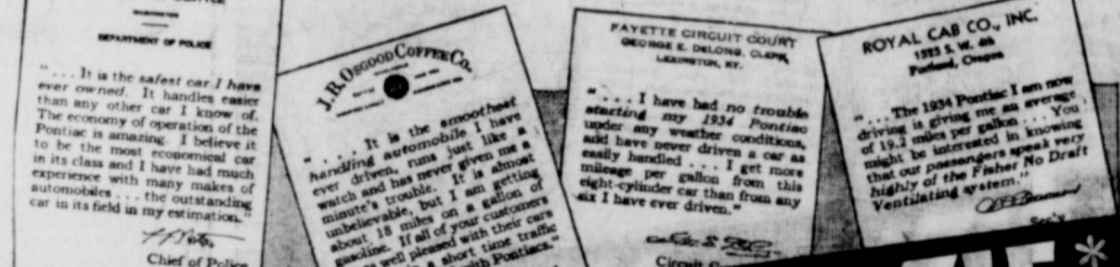 DEPARTMENT OF POLICE
"... It is the safest car I have
ever owned. It handles easier
than any other car I know of.
The economy of operation of the
Pontiac is amazing. I believe it
to be the most economical car
in its class and I have had much
experience with many makes of
automobiles ... the outstanding
car in its field in my estimation."
Chief of Police
J.R. OSGOOD COFFEE CO.
"... It is the smoothest
handling automobile I have
ever driven, runs just like a
watch and has never given me a
minute's trouble. It is almost
unbelievable, but I am getting
about 18 miles on a gallon of
gasoline. If all of your customers
as well pleased with their cars
a short time traffic
with Pontiacs."
FAYETTE CIRCUIT COURT
GEORGE E. DELONG, CLERK
LEXINGTON, KY.
"... I have had no trouble
starting my 1934 Pontiac
under any weather conditions,
and have never driven a car as
easily handled ... I get more
mileage per gallon from this
eight-cylinder car than from any
six I have ever driven."
Circuit
ROYAL CAB CO., INC.
1523 S. W. 4th
Portland, Oregon
"... The 1934 Pontiac I am now
driving is giving me an average
of 19.2 miles per gallon ... You
might be interested in knowing
that our passengers speak very
highly of the Fisher No Draft
Ventilating system."
Sec'y